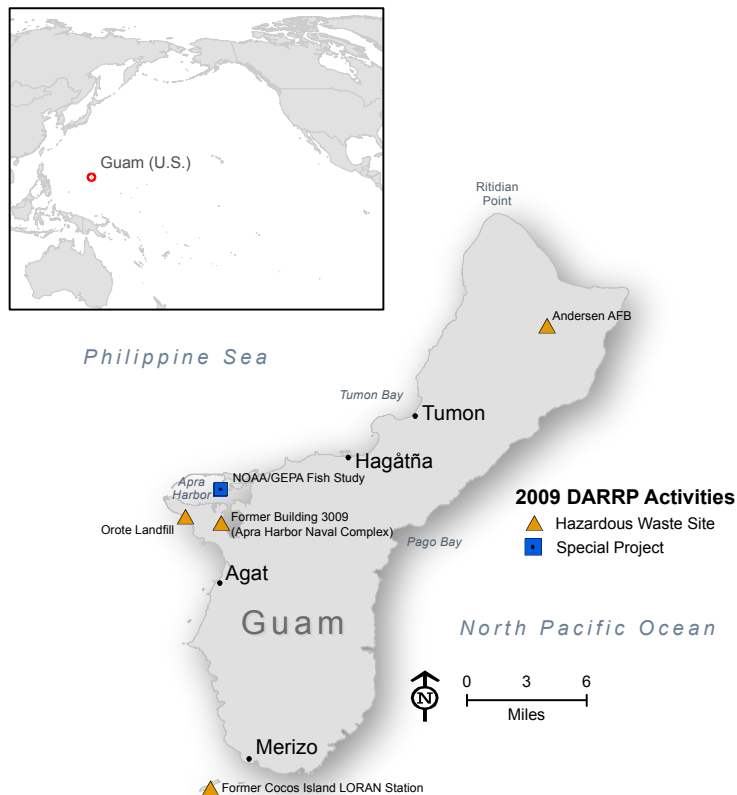 Guam (U.S.)
Ritidian
Point
Andersen AFB
Philippine Sea
Tumon Bay
Tumon
Hagåtña
Apra
Harbor
NOAA/GEPA Fish Study
2009 DARRP Activities
Hazardous Waste Site
Special Project
Orote Landfill
Former Building 3009
(Apra Harbor Naval Complex)
Pago Bay
Agat
Guam
North Pacific Ocean
N
0 3 6
Miles
Merizo
Former Cocos Island LORAN Station